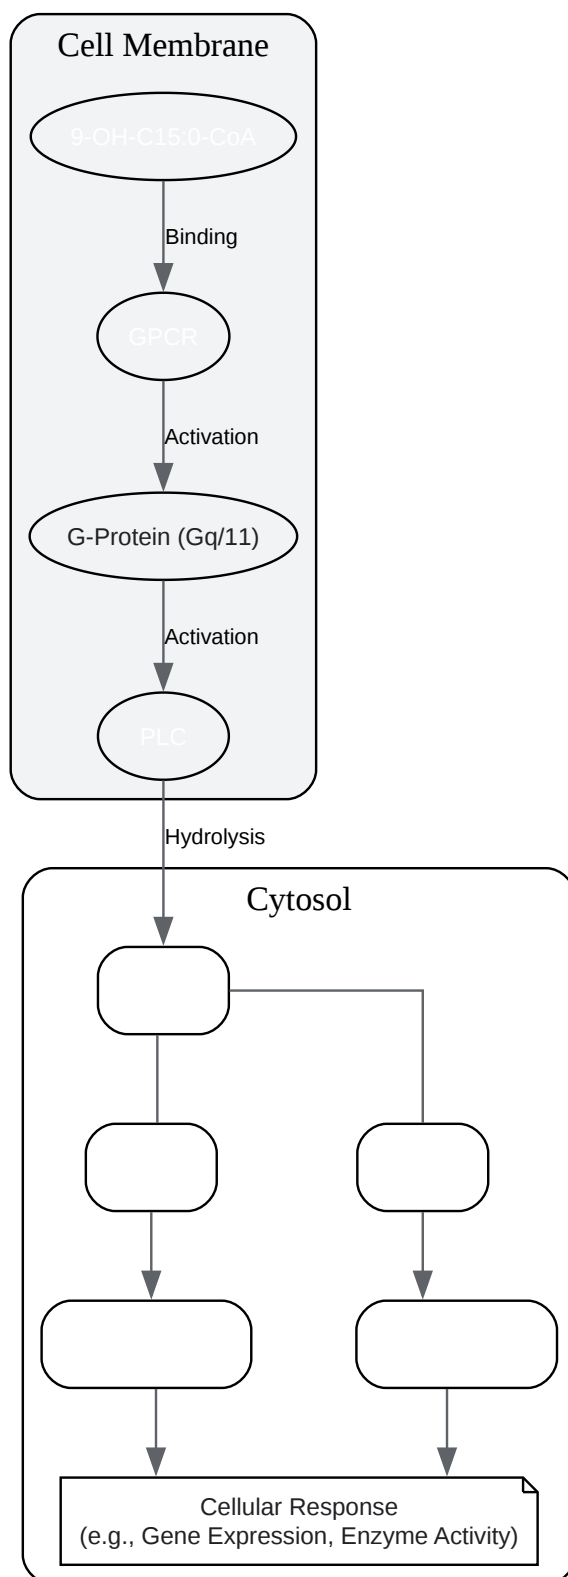 Cell Membrane
9-OH-C15:0-CoA
Binding
GPCR
Activation
G-Protein (Gq/11)
Activation
PLC
Hydrolysis
Cytosol
Cellular Response
(e.g., Gene Expression, Enzyme Activity)